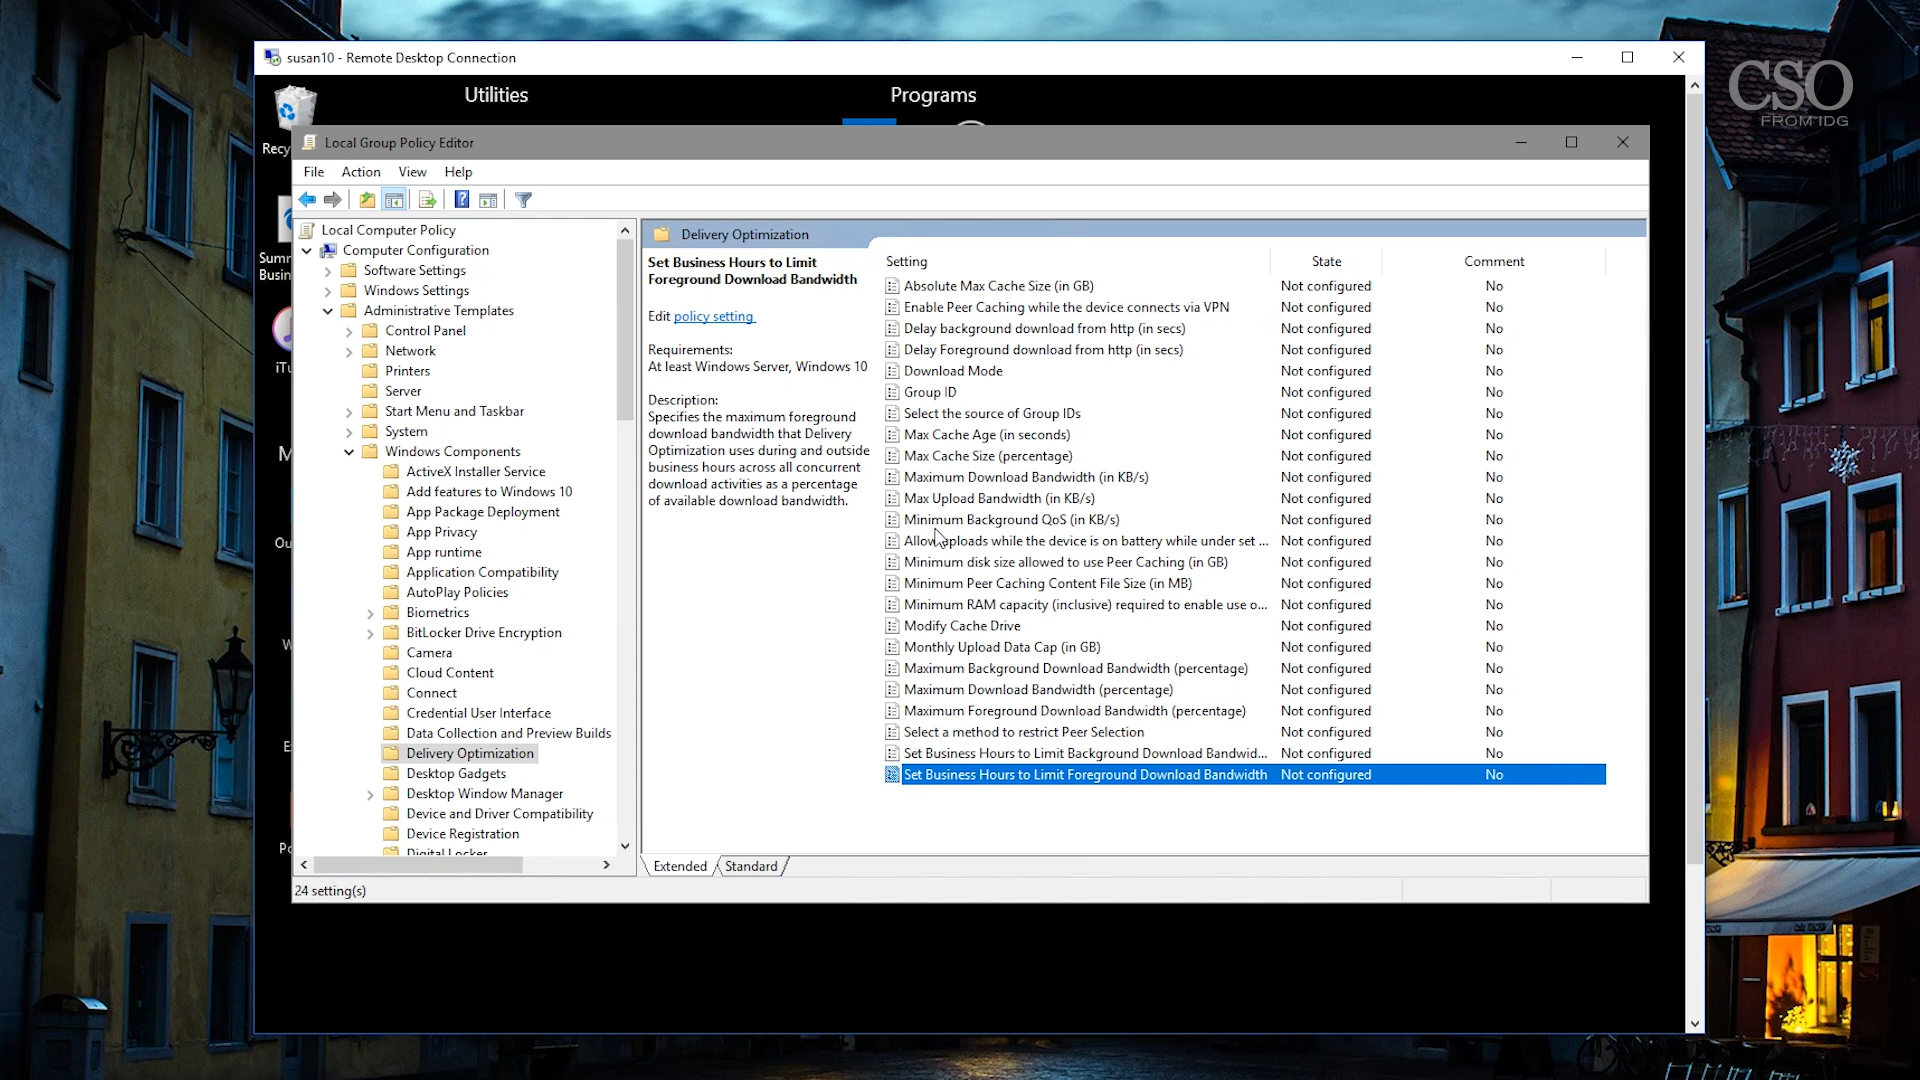 susan10 - Remote Desktop Connection
CSO
FROM IDG
Utilities
Programs
Recy
Local Group Policy Editor
File Action View Help
Local Computer Policy
Computer Configuration
Software Settings
Windows Settings
Administrative Templates
Control Panel
Network
Printers
Server
Start Menu and Taskbar
System
Windows Components
ActiveX Installer Service
Add features to Windows 10
App Package Deployment
App Privacy
App runtime
Application Compatibility
AutoPlay Policies
Biometrics
BitLocker Drive Encryption
Camera
Cloud Content
Connect
Credential User Interface
Data Collection and Preview Builds
Delivery Optimization
Desktop Gadgets
Desktop Window Manager
Device and Driver Compatibility
Device Registration
Digital Locker
Delivery Optimization
Set Business Hours to Limit
Foreground Download Bandwidth
Edit policy setting
Requirements:
At least Windows Server, Windows 10
Description:
Specifies the maximum foreground
download bandwidth that Delivery
Optimization uses during and outside
business hours across all concurrent
download activities as a percentage
of available download bandwidth.
Setting State Comment
Absolute Max Cache Size (in GB) Not configured No
Enable Peer Caching while the device connects via VPN Not configured No
Delay background download from http (in secs) Not configured No
Delay Foreground download from http (in secs) Not configured No
Download Mode Not configured No
Group ID Not configured No
Select the source of Group IDs Not configured No
Max Cache Age (in seconds) Not configured No
Max Cache Size (percentage) Not configured No
Maximum Download Bandwidth (in KB/s) Not configured No
Max Upload Bandwidth (in KB/s) Not configured No
Minimum Background QoS (in KB/s) Not configured No
Allow uploads while the device is on battery while under set ... Not configured No
Minimum disk size allowed to use Peer Caching (in GB) Not configured No
Minimum Peer Caching Content File Size (in MB) Not configured No
Minimum RAM capacity (inclusive) required to enable use o... Not configured No
Modify Cache Drive Not configured No
Monthly Upload Data Cap (in GB) Not configured No
Maximum Background Download Bandwidth (percentage) Not configured No
Maximum Download Bandwidth (percentage) Not configured No
Maximum Foreground Download Bandwidth (percentage) Not configured No
Select a method to restrict Peer Selection Not configured No
Set Business Hours to Limit Background Download Bandwid... Not configured No
Set Business Hours to Limit Foreground Download Bandwidth Not configured No
Extended Standard
24 setting(s)
Sum
Busin
iTu
M
Ou
W
E
Po